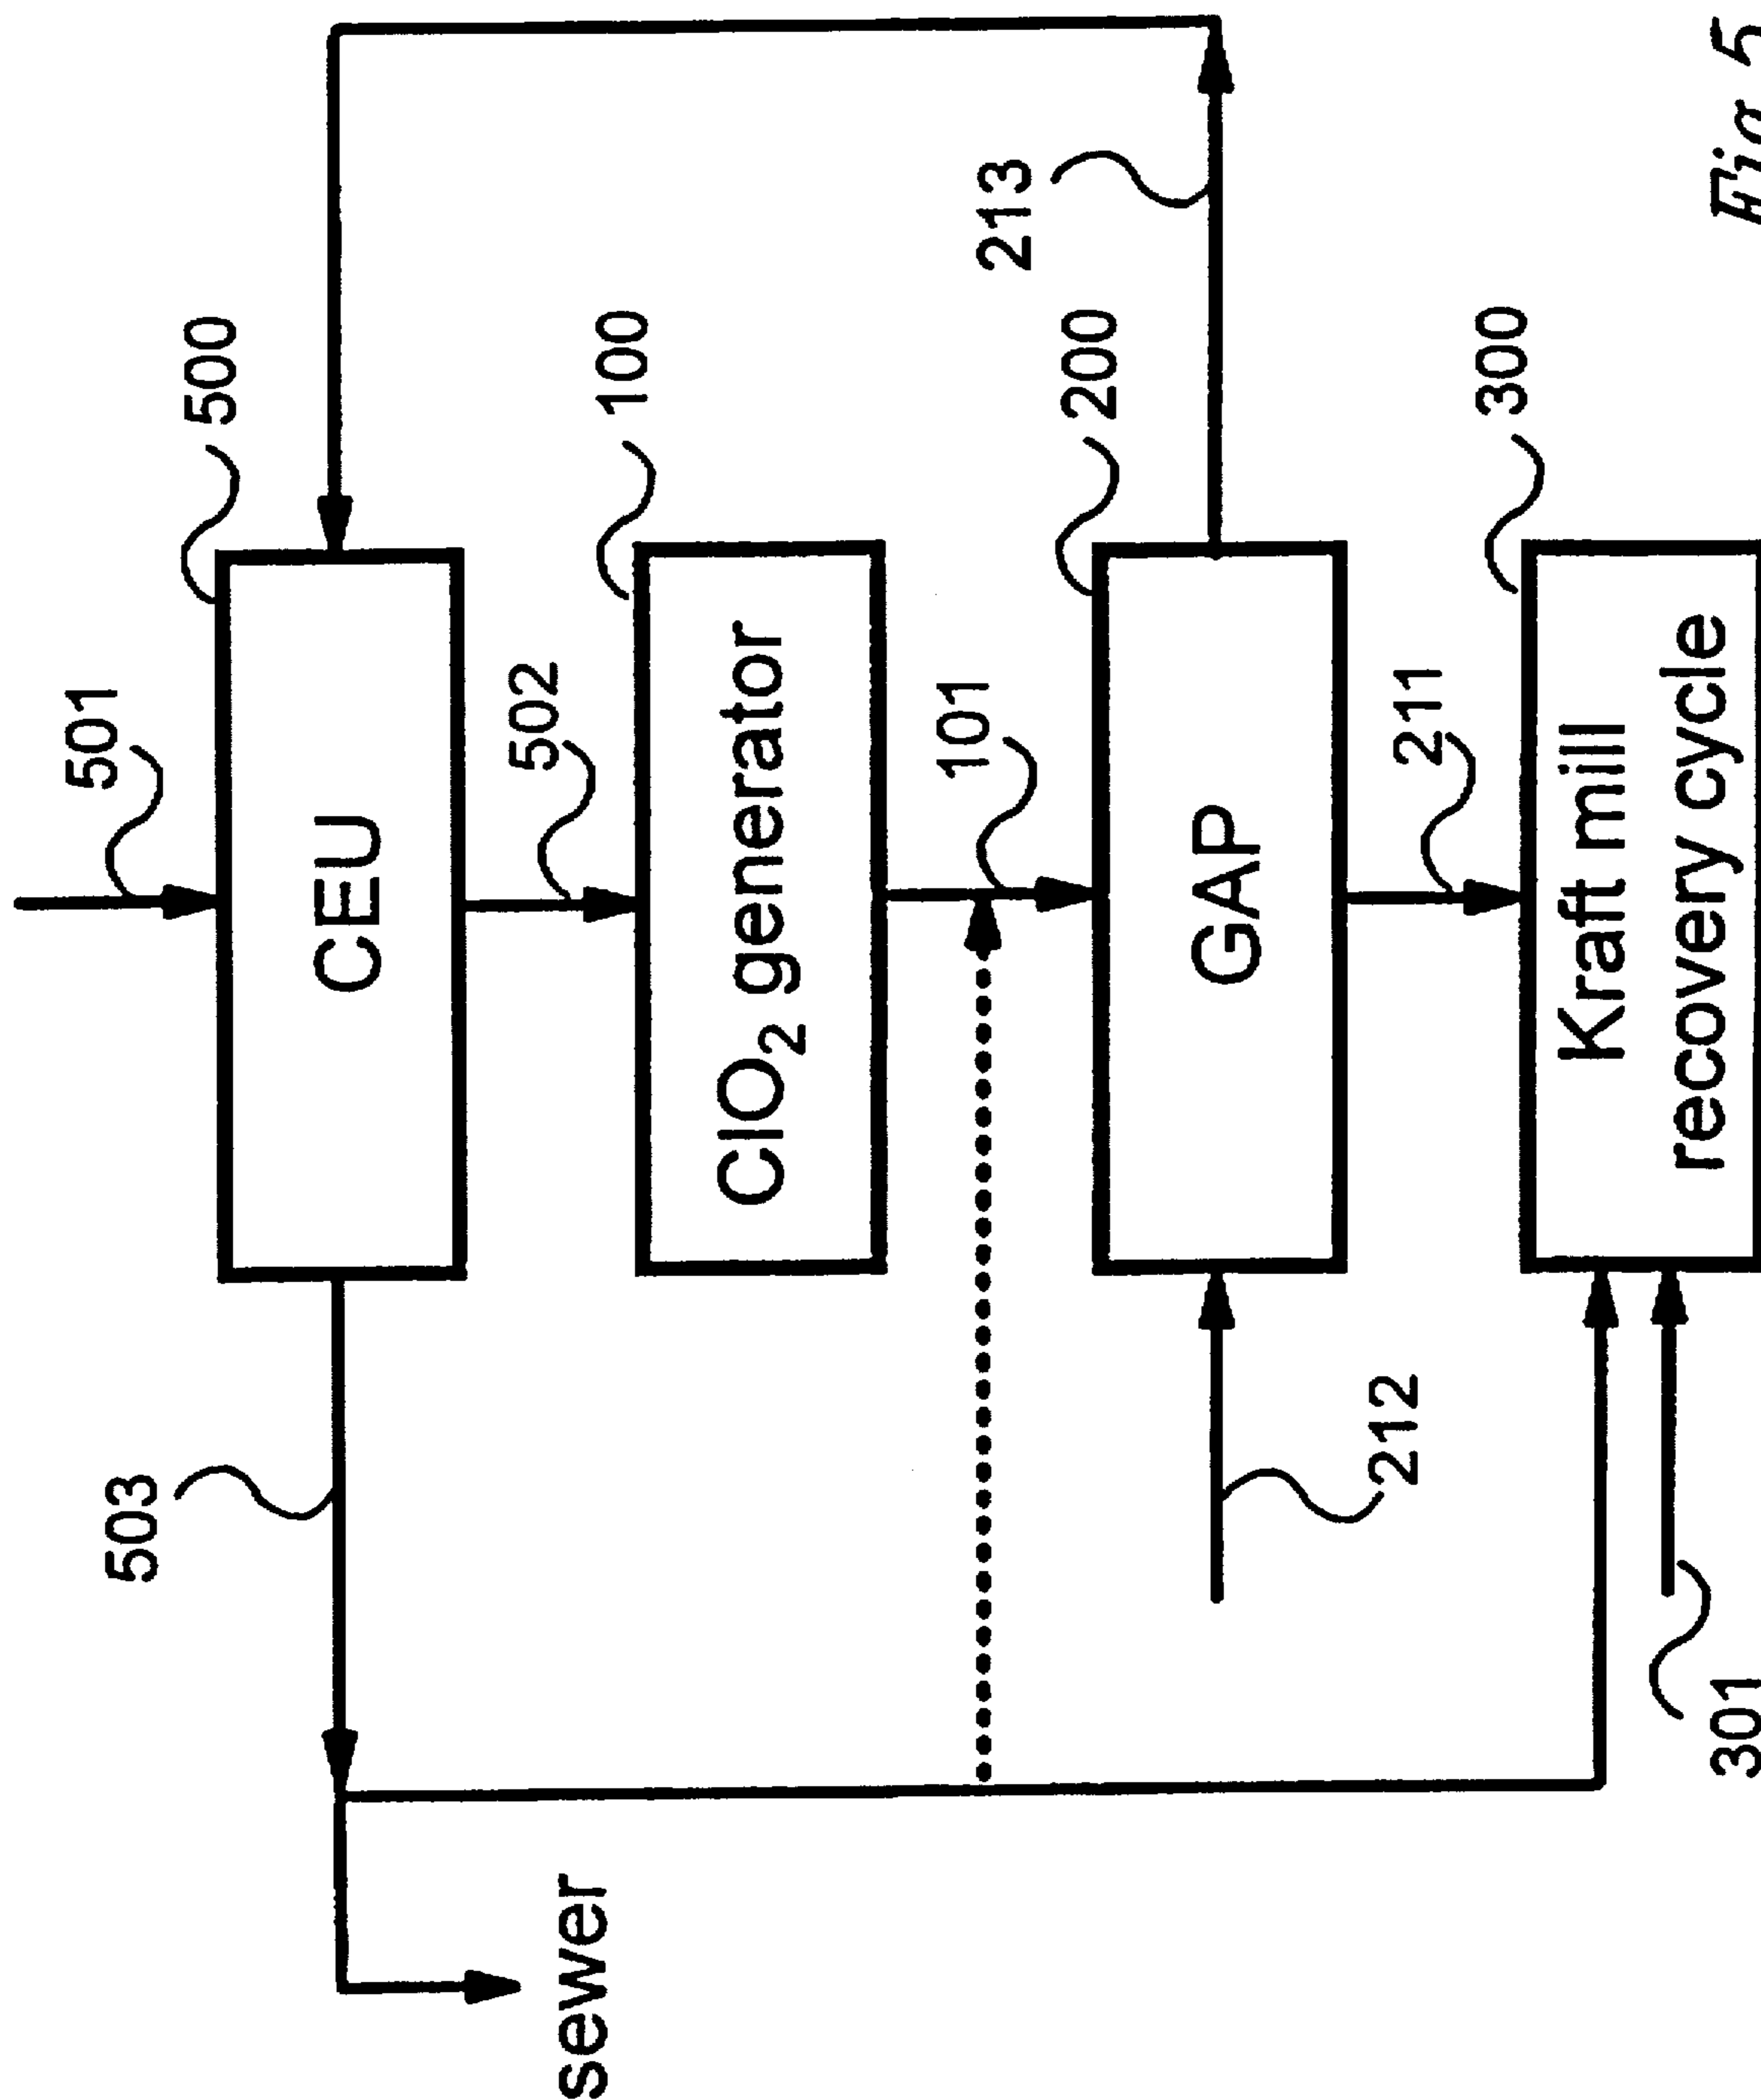 501
503
500
CEU
502
sewer
100
ClO₂ generator
101
213
200
GAP
212
211
300
Kraft mill
recovery cycle
301
Fig 5